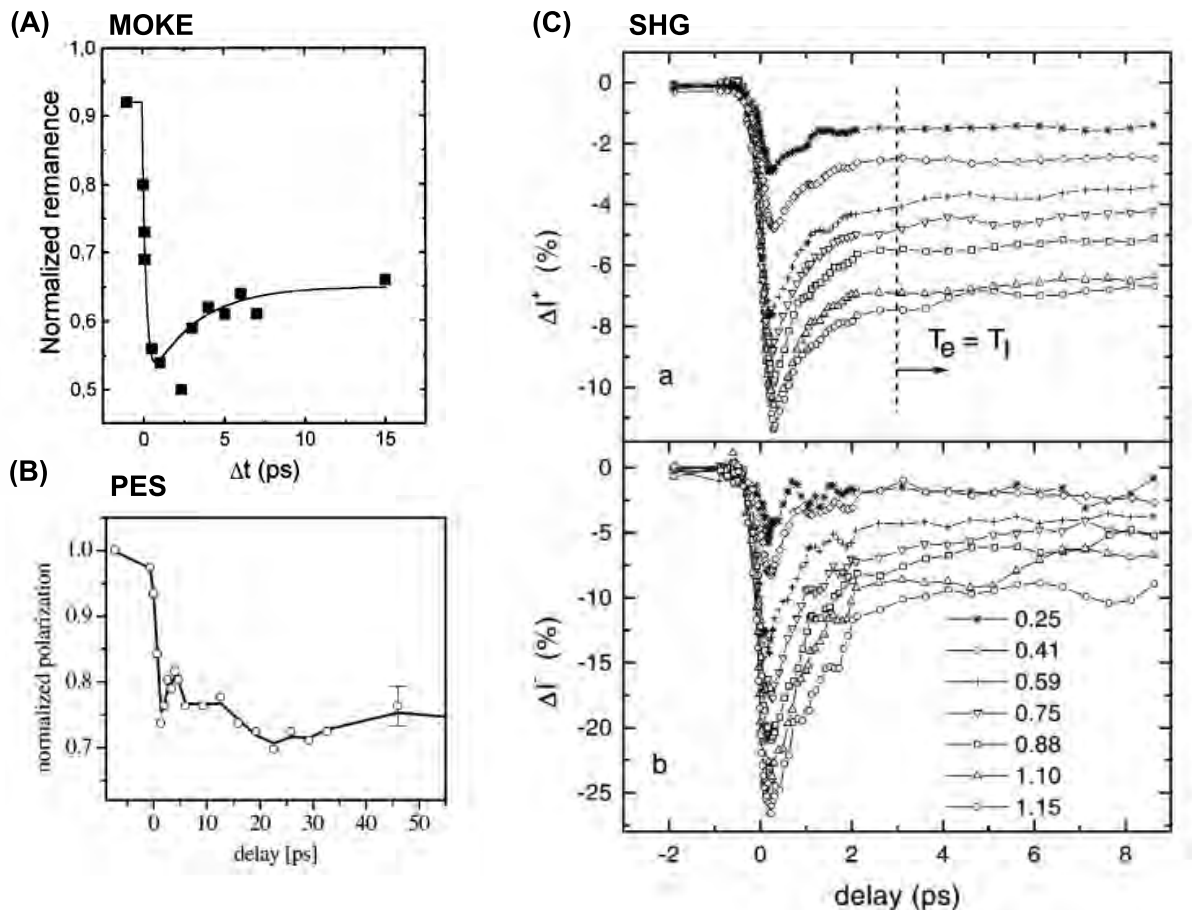 (A) MOKE
1,0
0,9
0,8
0,7
0,6
0,5
Normalized remanence
0 5 10 15
Δt (ps)
(B) PES
1.0
0.9
0.8
0.7
normalized polarization
0 10 20 30 40 50
delay [ps]
(C) SHG
0
-2
-4
-6
-8
-10
ΔI⁺ (%)
a
Tₑ = Tₗ
0
-5
-10
-15
-20
-25
ΔI⁻ (%)
b
0.25
0.41
0.59
0.75
0.88
1.10
1.15
-2 0 2 4 6 8
delay (ps)